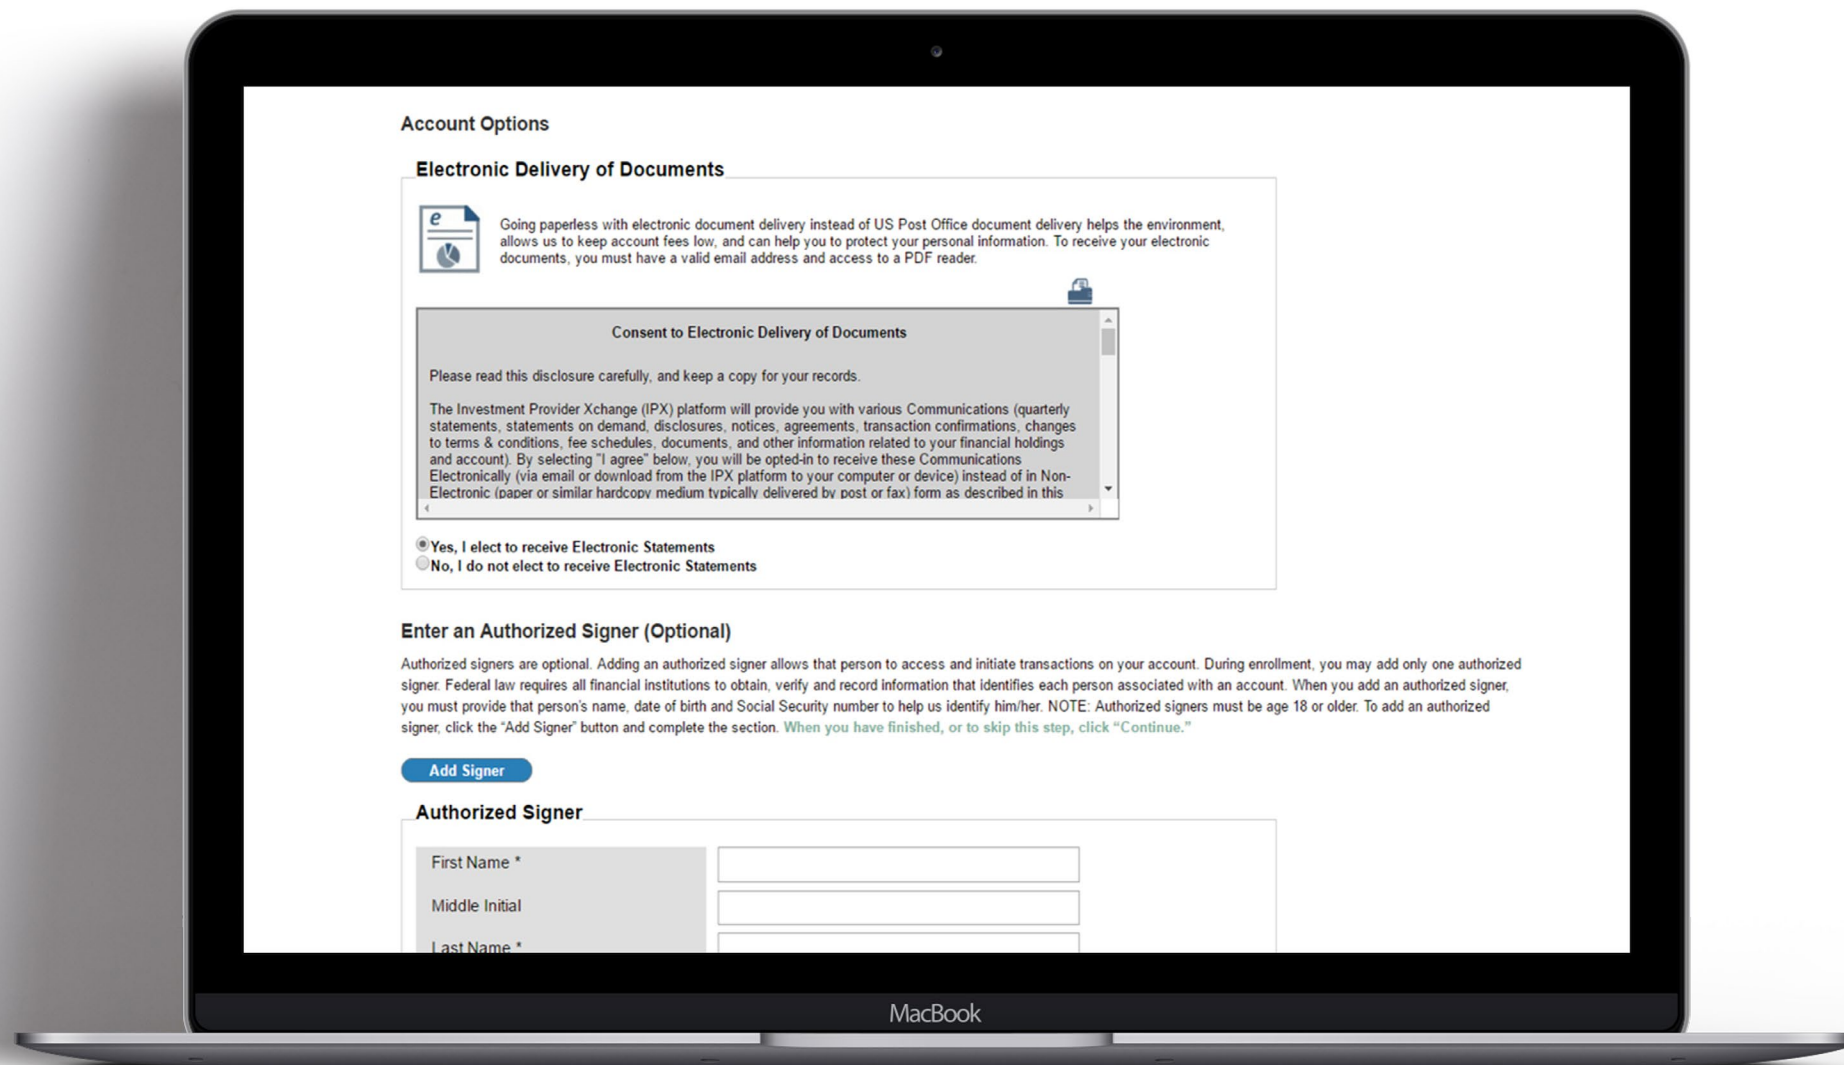 Account Options
Electronic Delivery of Documents
e
Going paperless with electronic document delivery instead of US Post Office document delivery helps the environment,
allows us to keep account fees low, and can help you to protect your personal information. To receive your electronic
documents, you must have a valid email address and access to a PDF reader.
Consent to Electronic Delivery of Documents
Please read this disclosure carefully, and keep a copy for your records.
The Investment Provider Xchange (IPX) platform will provide you with various Communications (quarterly
statements, statements on demand, disclosures, notices, agreements, transaction confirmations, changes
to terms & conditions, fee schedules, documents, and other information related to your financial holdings
and account). By selecting "I agree" below, you will be opted-in to receive these Communications
Electronically (via email or download from the IPX platform to your computer or device) instead of in Non-
Electronic (paper or similar hardcopy medium typically delivered by post or fax) form as described in this
Yes, I elect to receive Electronic Statements
No, I do not elect to receive Electronic Statements
Enter an Authorized Signer (Optional)
Authorized signers are optional. Adding an authorized signer allows that person to access and initiate transactions on your account. During enrollment, you may add only one authorized
signer. Federal law requires all financial institutions to obtain, verify and record information that identifies each person associated with an account. When you add an authorized signer,
you must provide that person's name, date of birth and Social Security number to help us identify him/her. NOTE: Authorized signers must be age 18 or older. To add an authorized
signer, click the “Add Signer” button and complete the section. When you have finished, or to skip this step, click “Continue.”
Add Signer
Authorized Signer
First Name *
Middle Initial
Last Name *
MacBook